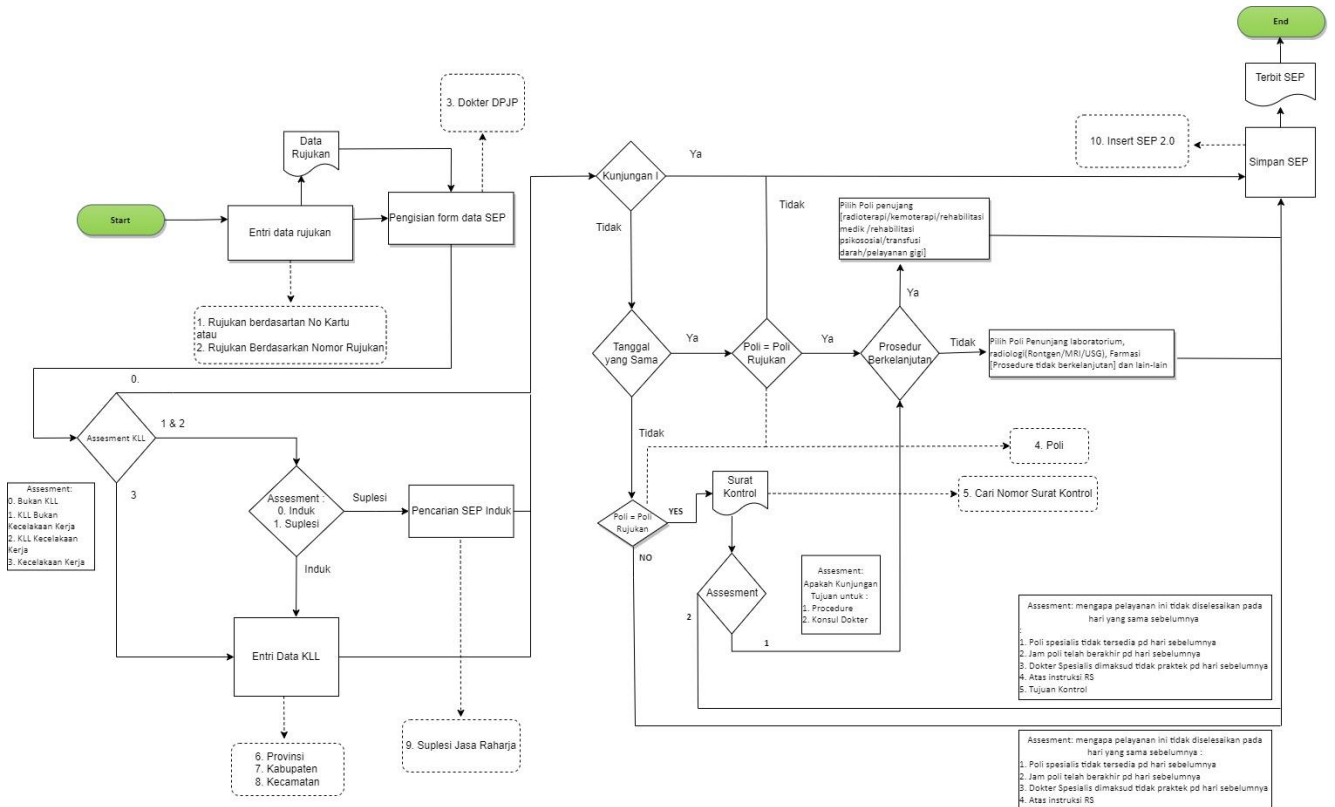 End
Terbit SEP
10. Insert SEP 2.0
Simpan SEP
3. Dokter DPJP
Data
Rujukan
Start
Entri data rujukan
Pengisian form data SEP
1. Rujukan berdasartan No Kartu
atau
2. Rujukan Berdasarkan Nomor Rujukan
Kunjungan I
Ya
Tidak
Tidak
Pilih Poli penujang
[radioterapi/kemoterapi/rehabilitasi
medik /rehabilitasi
psikososial/transfusi
darah/pelayanan gigi]
Ya
Tanggal
yang Sama
Ya
Poli = Poli
Rujukan
Ya
Prosedur
Berkelanjutan
Tidak
Pilih Poli Penunjang laboratorium,
radiologi(Rontgen/MRI/USG), Farmasi
[Prosedure tidak berkelanjutan] dan lain-lain
Tidak
0.
Assesment KLL
1 & 2
3
Assesment:
0. Bukan KLL
1. KLL Bukan
Kecelakaan Kerja
2. KLL Kecelakaan
Kerja
3. Kecelakaan Kerja
Assesment :
0. Induk
1. Suplesi
Suplesi
Pencarian SEP Induk
Induk
Entri Data KLL
6. Provinsi
7. Kabupaten
8. Kecamatan
9. Suplesi Jasa Raharja
4. Poli
Poli = Poli
Rujukan
YES
NO
Surat
Kontrol
5. Cari Nomor Surat Kontrol
Assesment
2
1
Assesment:
Apakah Kunjungan
Tujuan untuk :
1. Procedure
2. Konsul Dokter
Assesment: mengapa pelayanan ini tidak diselesaikan pada
hari yang sama sebelumnya
:
1. Poli spesialis tidak tersedia pd hari sebelumnya
2. Jam poli telah berakhir pd hari sebelumnya
3. Dokter Spesialis dimaksud tidak praktek pd hari sebelumnya
4. Atas instruksi RS
5. Tujuan Kontrol
Assesment: mengapa pelayanan ini tidak diselesaikan pada
hari yang sama sebelumnya :
1. Poli spesialis tidak tersedia pd hari sebelumnya
2. Jam poli telah berakhir pd hari sebelumnya
3. Dokter Spesialis dimaksud tidak praktek pd hari sebelumnya
4. Atas instruksi RS